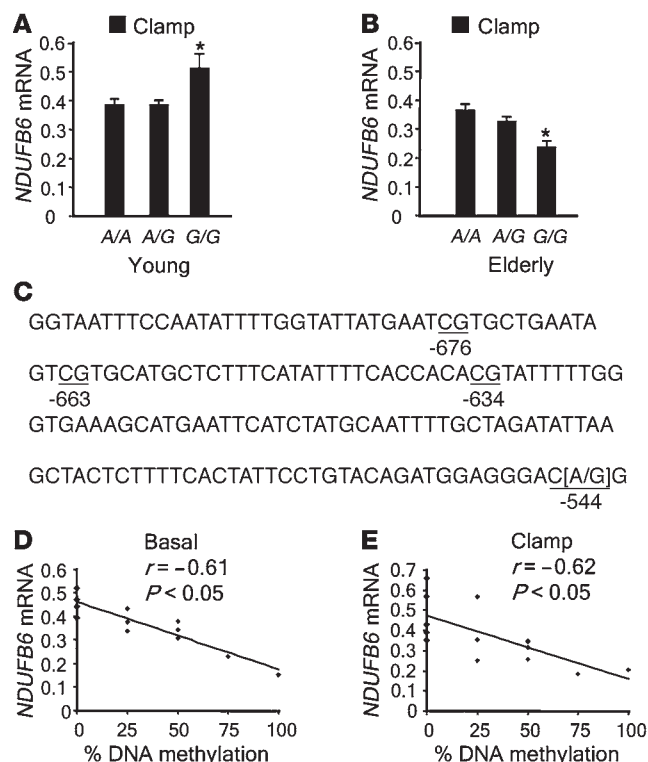 A
Clamp
NDUFB6 mRNA
0.6
0.5
0.4
0.3
0.2
0.1
0
*
A/A A/G G/G
Young
B
Clamp
NDUFB6 mRNA
0.6
0.5
0.4
0.3
0.2
0.1
0
*
A/A A/G G/G
Elderly
C
GGTAATTTCCAATATTTTGGTATTATGAATCGTGCTGAATA
-676
GTCGTGCATGCTCTTTCATATTTTCACCACACGTATTTTTGG
-663 -634
GTGAAAGCATGAATTCATCTATGCAATTTTGCTAGATATTAA
GCTACTCTTTTCACTATTCCTGTACAGATGGAGGGAC[A/G]G
-544
D
Basal
r = –0.61
P < 0.05
NDUFB6 mRNA
0.6
0.5
0.4
0.3
0.2
0.1
0
0 25 50 75 100
% DNA methylation
E
Clamp
r = –0.62
P < 0.05
NDUFB6 mRNA
0.7
0.6
0.5
0.4
0.3
0.2
0.1
0
0 25 50 75 100
% DNA methylation